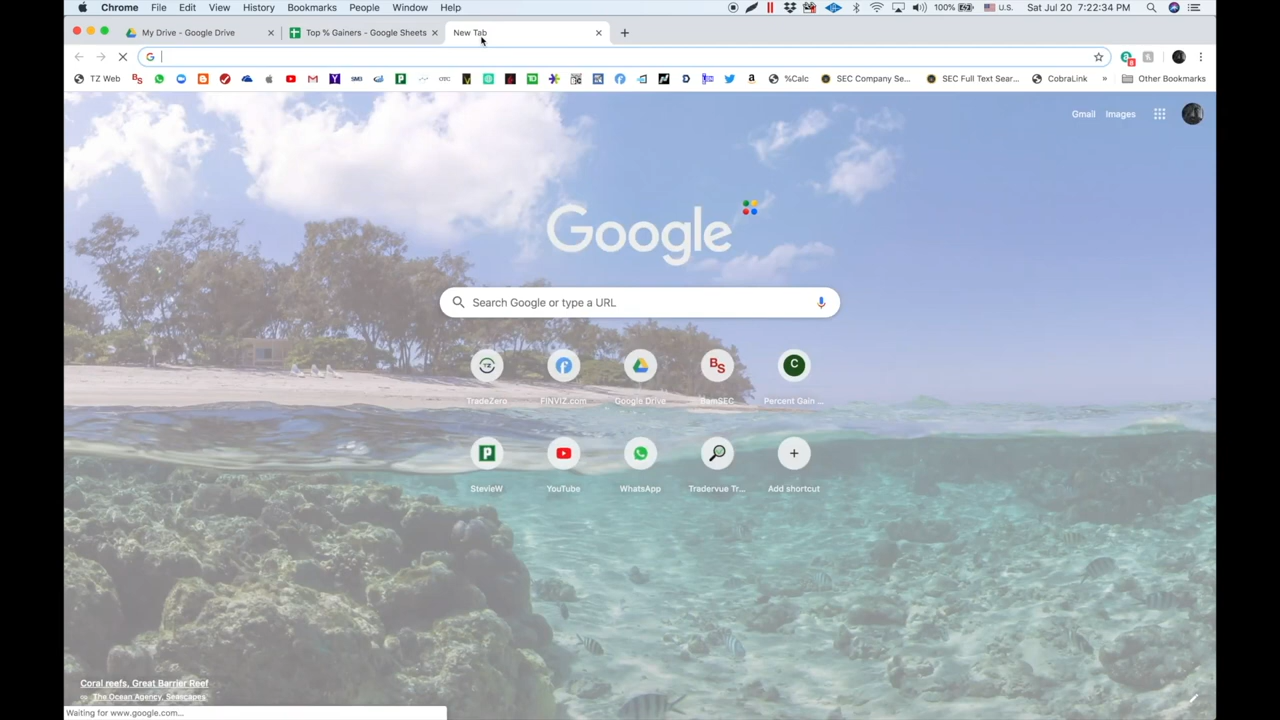 Chrome File Edit View History Bookmarks People Window Help 100% U.S. Sat Jul 20 7:22:34 PM
My Drive - Google Drive Top % Gainers - Google Sheets New Tab
TZ Web SMB OTC TD D %Calc SEC Company Se... SEC Full Text Sear... CobraLink » Other Bookmarks
Gmail Images
Google
Search Google or type a URL
TradeZero FINVIZ.com Google Drive BamSEC Percent Gain ...
StevieW YouTube WhatsApp Tradervue Tr... Add shortcut
Coral reefs, Great Barrier Reef
The Ocean Agency, Seascapes
Waiting for www.google.com...